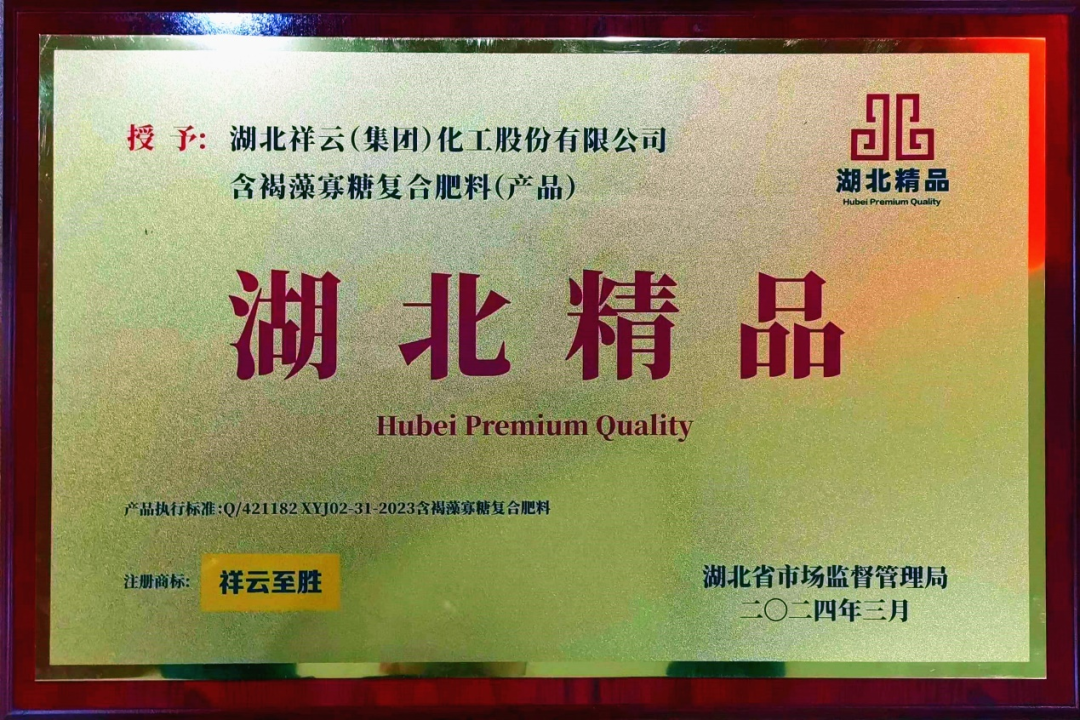 授 予: 湖北祥云(集团)化工股份有限公司
含褐藻寡糖复合肥料(产品)
湖北精品
Hubei Premium Quality
湖北精品
Hubei Premium Quality
产品执行标准:Q/421182 XYJ02-31-2023含褐藻寡糖复合肥料
注册商标: 祥云至胜
湖北省市场监督管理局
二〇二四年三月